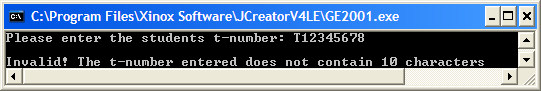 C:\Program Files\Xinox Software\JCreatorV4LE\GE2001.exe
Please enter the students t-number: T12345678
Invalid! The t-number entered does not contain 10 characters